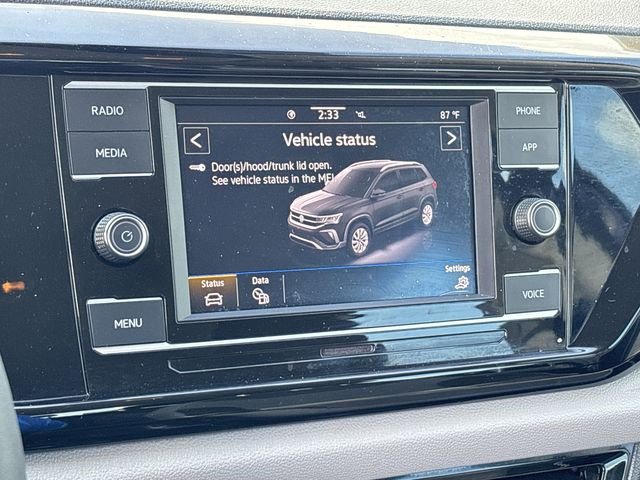 RADIO
MEDIA
MENU
2:33
87 °F
Vehicle status
Door(s)/hood/trunk lid open.
See vehicle status in the
Status
Data
Settings
PHONE
APP
VOICE